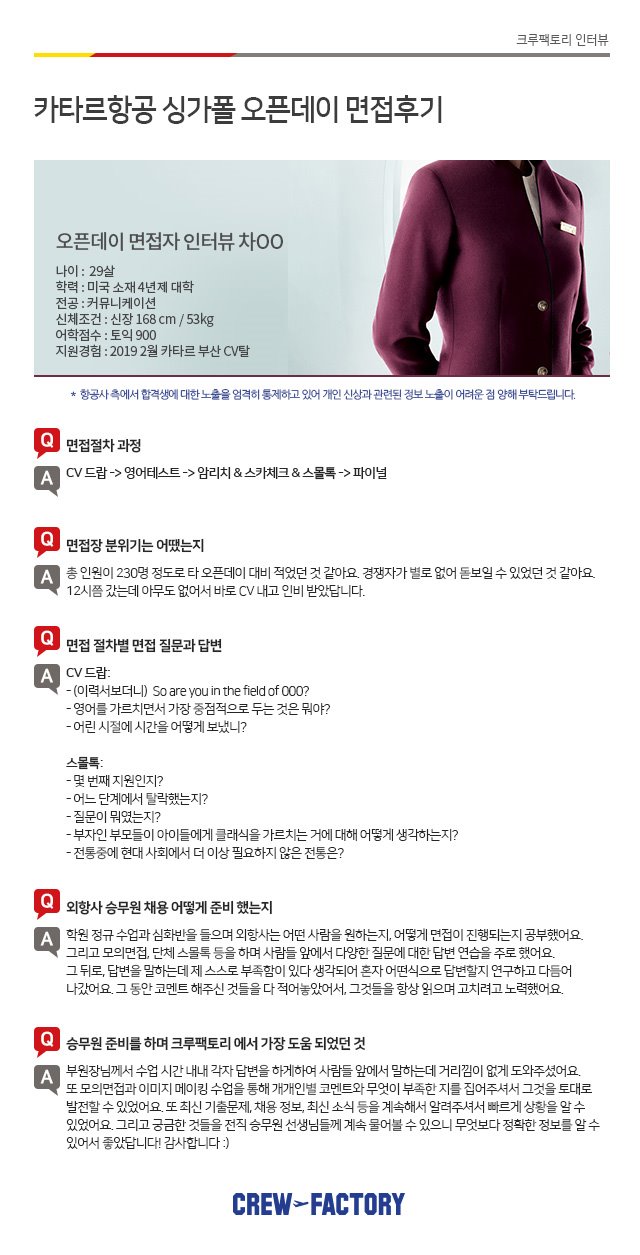 크루팩토리 인터뷰
카타르항공 싱가폴 오픈데이 면접후기
오픈데이 면접자 인터뷰 차OO
나이 : 29살
학력 : 미국 소재 4년제 대학
전공 : 커뮤니케이션
신체조건 : 신장 168 cm / 53kg
어학점수 : 토익 900
지원경험 : 2019 2월 카타르 부산 CV탈
* 항공사 측에서 합격생에 대한 노출을 엄격히 통제하고 있어 개인 신상과 관련된 정보 노출이 어려운 점 양해 부탁드립니다.
Q 면접절차 과정
A CV 드랍 -> 영어테스트 -> 암리치 & 스카체크 & 스몰톡 -> 파이널
Q 면접장 분위기는 어땠는지
A 총 인원이 230명 정도로 타 오픈데이 대비 적었던 것 같아요. 경쟁자가 별로 없어 돋보일 수 있었던 것 같아요.
12시쯤 갔는데 아무도 없어서 바로 CV 내고 인비 받았답니다.
Q 면접 절차별 면접 질문과 답변
A CV 드랍:
- (이력서보더니) So are you in the field of 000?
- 영어를 가르치면서 가장 중점적으로 두는 것은 뭐야?
- 어린 시절에 시간을 어떻게 보냈니?
스몰톡:
- 몇 번째 지원인지?
- 어느 단계에서 탈락했는지?
- 질문이 뭐였는지?
- 부자인 부모들이 아이들에게 클래식을 가르치는 거에 대해 어떻게 생각하는지?
- 전통중에 현대 사회에서 더 이상 필요하지 않은 전통은?
Q 외항사 승무원 채용 어떻게 준비 했는지
A 학원 정규 수업과 심화반을 들으며 외항사는 어떤 사람을 원하는지, 어떻게 면접이 진행되는지 공부했어요.
그리고 모의면접, 단체 스몰톡 등을 하며 사람들 앞에서 다양한 질문에 대한 답변 연습을 주로 했어요.
그 뒤로, 답변을 말하는데 제 스스로 부족함이 있다 생각되어 혼자 어떤식으로 답변할지 연구하고 다듬어
나갔어요. 그 동안 코멘트 해주신 것들을 다 적어놓았어서, 그것들을 항상 읽으며 고치려고 노력했어요.
Q 승무원 준비를 하며 크루팩토리 에서 가장 도움 되었던 것
A 부원장님께서 수업 시간 내내 각자 답변을 하게하여 사람들 앞에서 말하는데 거리낌이 없게 도와주셨어요.
또 모의면접과 이미지 메이킹 수업을 통해 개개인별 코멘트와 무엇이 부족한 지를 집어주셔서 그것을 토대로
발전할 수 있었어요. 또 최신 기출문제, 채용 정보, 최신 소식 등을 계속해서 알려주셔서 빠르게 상황을 알 수
있었어요. 그리고 궁금한 것들을 전직 승무원 선생님들께 계속 물어볼 수 있으니 무엇보다 정확한 정보를 알 수
있어서 좋았답니다! 감사합니다 :)
CREW FACTORY